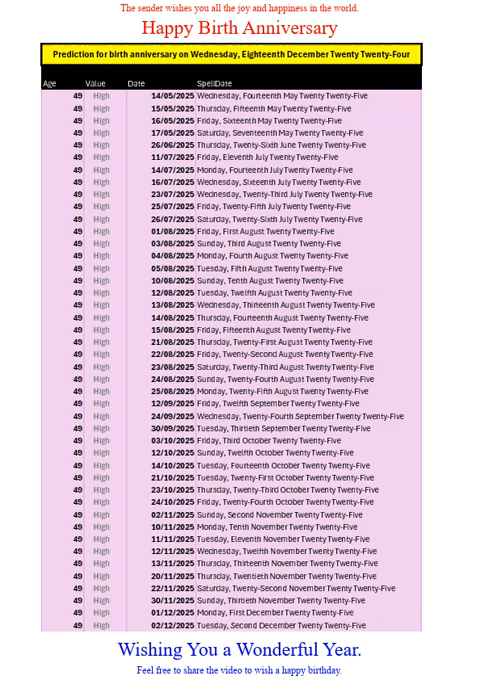 The sender wishes you all the joy and happiness in the world.
Happy Birth Anniversary
Prediction for birth anniversary on Wednesday, Eighteenth December Twenty Twenty-Four
Age Value Date SpellDate
49 High 14/05/2025 Wednesday, Fourteenth May Twenty Twenty-Five
49 High 15/05/2025 Thursday, Fifteenth May Twenty Twenty-Five
49 High 16/05/2025 Friday, Sixteenth May Twenty Twenty-Five
49 High 17/05/2025 Saturday, Seventeenth May Twenty Twenty-Five
49 High 26/06/2025 Thursday, Twenty-Sixth June Twenty Twenty-Five
49 High 11/07/2025 Friday, Eleventh July Twenty Twenty-Five
49 High 14/07/2025 Monday, Fourteenth July Twenty Twenty-Five
49 High 16/07/2025 Wednesday, Sixteenth July Twenty Twenty-Five
49 High 23/07/2025 Wednesday, Twenty-Third July Twenty Twenty-Five
49 High 25/07/2025 Friday, Twenty-Fifth July Twenty Twenty-Five
49 High 26/07/2025 Saturday, Twenty-Sixth July Twenty Twenty-Five
49 High 01/08/2025 Friday, First August Twenty Twenty-Five
49 High 03/08/2025 Sunday, Third August Twenty Twenty-Five
49 High 04/08/2025 Monday, Fourth August Twenty Twenty-Five
49 High 05/08/2025 Tuesday, Fifth August Twenty Twenty-Five
49 High 10/08/2025 Sunday, Tenth August Twenty Twenty-Five
49 High 12/08/2025 Tuesday, Twelfth August Twenty Twenty-Five
49 High 13/08/2025 Wednesday, Thirteenth August Twenty Twenty-Five
49 High 14/08/2025 Thursday, Fourteenth August Twenty Twenty-Five
49 High 15/08/2025 Friday, Fifteenth August Twenty Twenty-Five
49 High 21/08/2025 Thursday, Twenty-First August Twenty Twenty-Five
49 High 22/08/2025 Friday, Twenty-Second August Twenty Twenty-Five
49 High 23/08/2025 Saturday, Twenty-Third August Twenty Twenty-Five
49 High 24/08/2025 Sunday, Twenty-Fourth August Twenty Twenty-Five
49 High 25/08/2025 Monday, Twenty-Fifth August Twenty Twenty-Five
49 High 12/09/2025 Friday, Twelfth September Twenty Twenty-Five
49 High 24/09/2025 Wednesday, Twenty-Fourth September Twenty Twenty-Five
49 High 30/09/2025 Tuesday, Thirtieth September Twenty Twenty-Five
49 High 03/10/2025 Friday, Third October Twenty Twenty-Five
49 High 12/10/2025 Sunday, Twelfth October Twenty Twenty-Five
49 High 14/10/2025 Tuesday, Fourteenth October Twenty Twenty-Five
49 High 21/10/2025 Tuesday, Twenty-First October Twenty Twenty-Five
49 High 23/10/2025 Thursday, Twenty-Third October Twenty Twenty-Five
49 High 24/10/2025 Friday, Twenty-Fourth October Twenty Twenty-Five
49 High 02/11/2025 Sunday, Second November Twenty Twenty-Five
49 High 10/11/2025 Monday, Tenth November Twenty Twenty-Five
49 High 11/11/2025 Tuesday, Eleventh November Twenty Twenty-Five
49 High 12/11/2025 Wednesday, Twelfth November Twenty Twenty-Five
49 High 13/11/2025 Thursday, Thirteenth November Twenty Twenty-Five
49 High 20/11/2025 Thursday, Twentieth November Twenty Twenty-Five
49 High 22/11/2025 Saturday, Twenty-Second November Twenty Twenty-Five
49 High 30/11/2025 Sunday, Thirtieth November Twenty Twenty-Five
49 High 01/12/2025 Monday, First December Twenty Twenty-Five
49 High 02/12/2025 Tuesday, Second December Twenty Twenty-Five
Wishing You a Wonderful Year.
Feel free to share the video to wish a happy birthday.